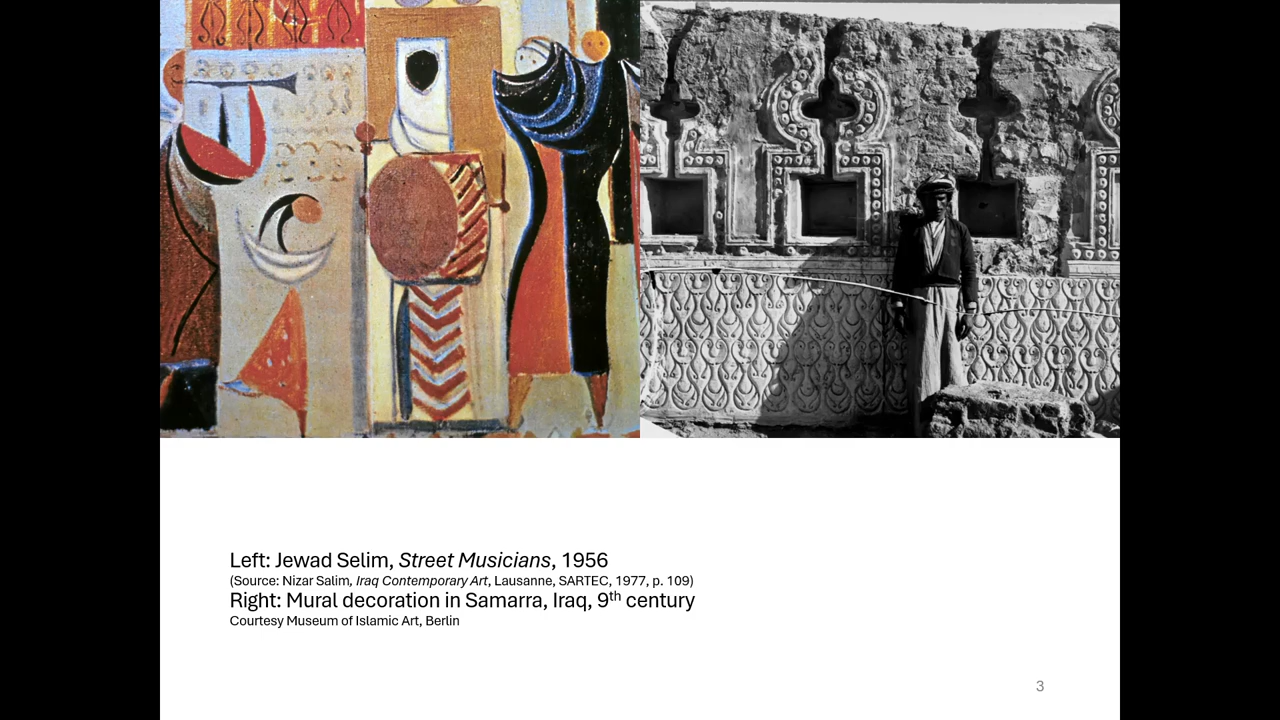 Left: Jewad Selim, Street Musicians, 1956
(Source: Nizar Salim, Iraq Contemporary Art, Lausanne, SARTEC, 1977, p. 109)
Right: Mural decoration in Samarra, Iraq, 9th century
Courtesy Museum of Islamic Art, Berlin
3